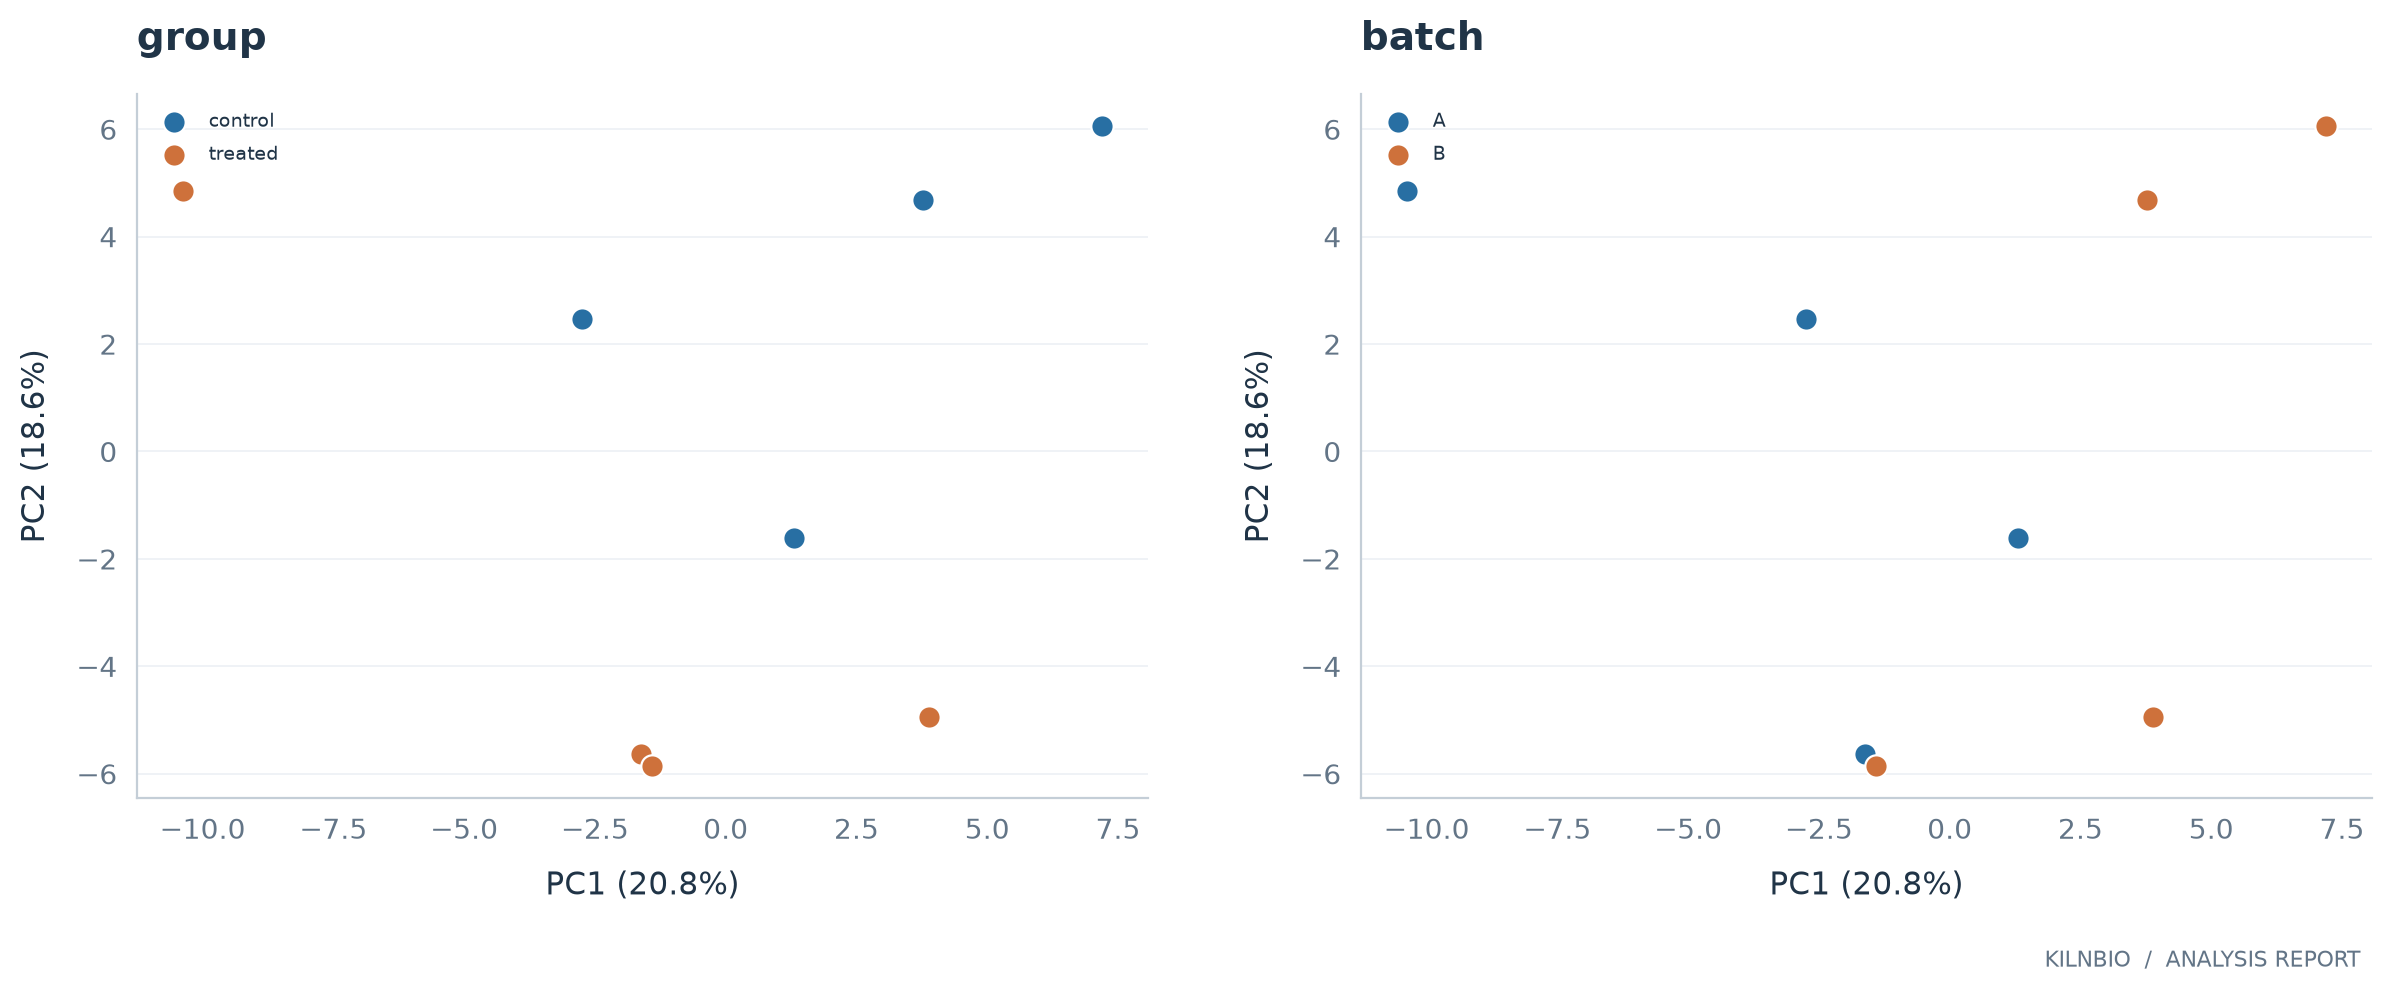 group
control
treated
6
4
2
0
−2
−4
−6
PC2 (18.6%)
−10.0 −7.5 −5.0 −2.5 0.0 2.5 5.0 7.5
PC1 (20.8%)
batch
A
B
6
4
2
0
−2
−4
−6
PC2 (18.6%)
−10.0 −7.5 −5.0 −2.5 0.0 2.5 5.0 7.5
PC1 (20.8%)
KILNBIO / ANALYSIS REPORT